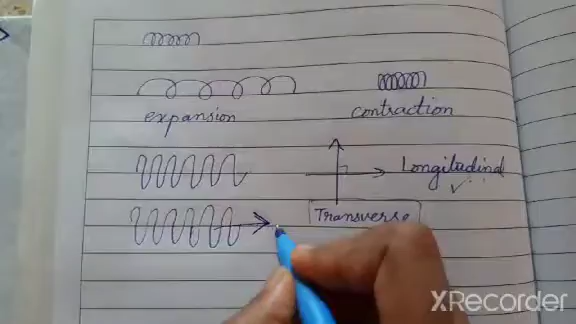 expansion
contraction
Longitudinal
Transverse
XRecorder